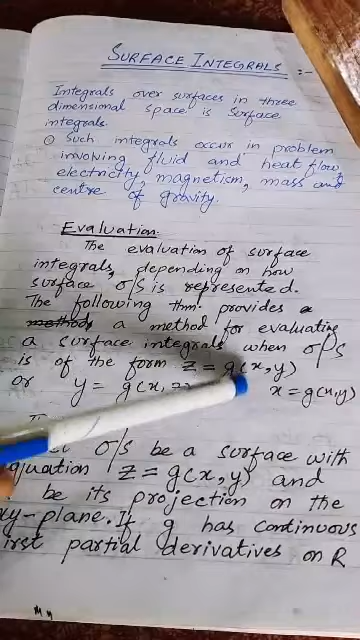 SURFACE INTEGRALS :-
Integrals over surfaces in three
dimensional space is surface
integrals.
⊙ Such integrals occur in problem
involving fluid and heat flow,
electricity, magnetism, mass and
centre of gravity.
Evaluation.
The evaluation of surface
integrals, depending on how
surface o/s is represented.
The following thm. provides a
method a method for evaluating
a surface integrals when o/s
is of the form z = g(x,y)
or y = g(x, x = g(x,y)
o/s be a surface with
quation z = g(x, y) and
be its projection on the
xy-plane. If g has continuous
irst partial derivatives on R